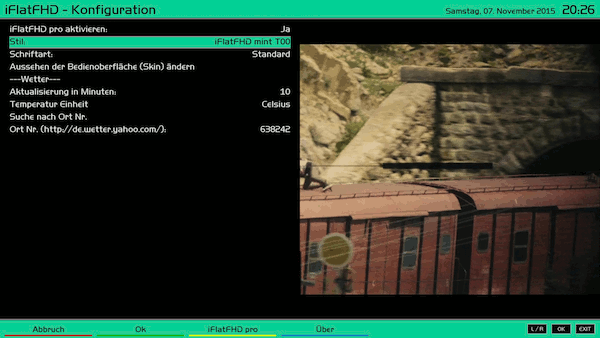 iFlatFHD - Konfiguration
Samstag, 07. November 2015 20:26
iFlatFHD pro aktivieren: Ja
Stil: iFlatFHD mint T00
Schriftart: Standard
Aussehen der Bedienoberfläche (Skin) ändern
---Wetter---
Aktualisierung in Minuten: 10
Temperatur Einheit Celsius
Suche nach Ort Nr.
Ort Nr. (http://de.wetter.yahoo.com/): 638242
Abbruch Ok iFlatFHD pro Über L/R OK EXIT